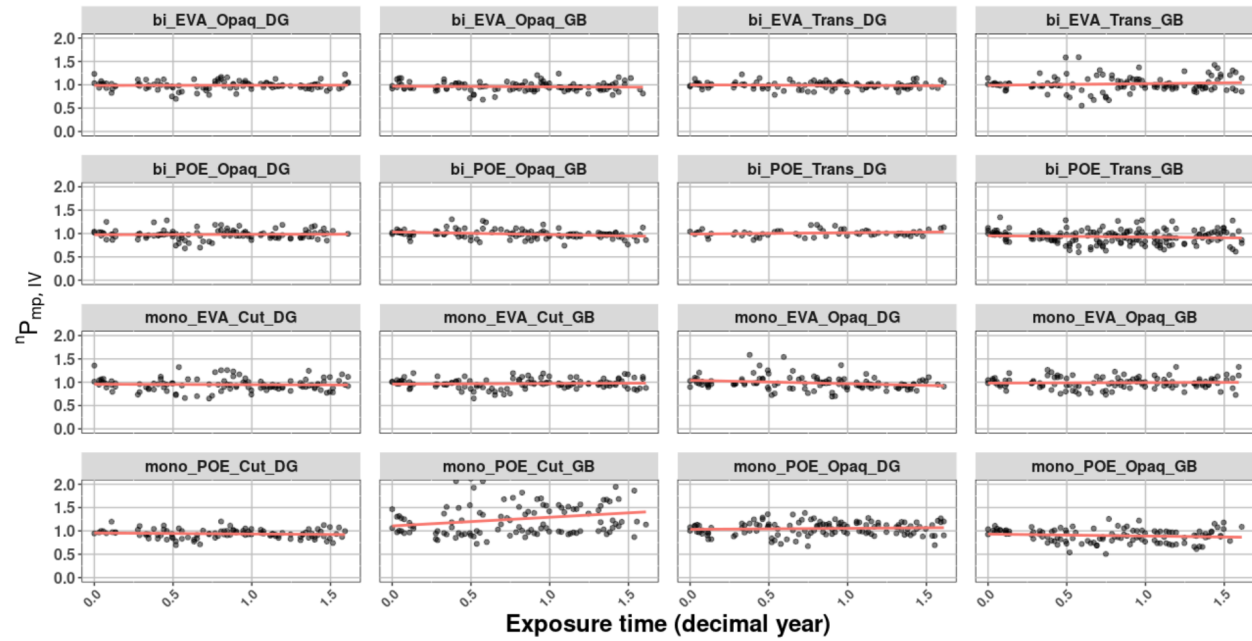 bi_EVA_Opaq_DG bi_EVA_Opaq_GB bi_EVA_Trans_DG bi_EVA_Trans_GB
2.0
1.5
1.0
0.5
0.0
bi_POE_Opaq_DG bi_POE_Opaq_GB bi_POE_Trans_DG bi_POE_Trans_GB
2.0
1.5
1.0
0.5
0.0
nPmp, IV
mono_EVA_Cut_DG mono_EVA_Cut_GB mono_EVA_Opaq_DG mono_EVA_Opaq_GB
2.0
1.5
1.0
0.5
0.0
mono_POE_Cut_DG mono_POE_Cut_GB mono_POE_Opaq_DG mono_POE_Opaq_GB
2.0
1.5
1.0
0.5
0.0
0.0 0.5 1.0 1.5 0.0 0.5 1.0 1.5 0.0 0.5 1.0 1.5 0.0 0.5 1.0 1.5
Exposure time (decimal year)